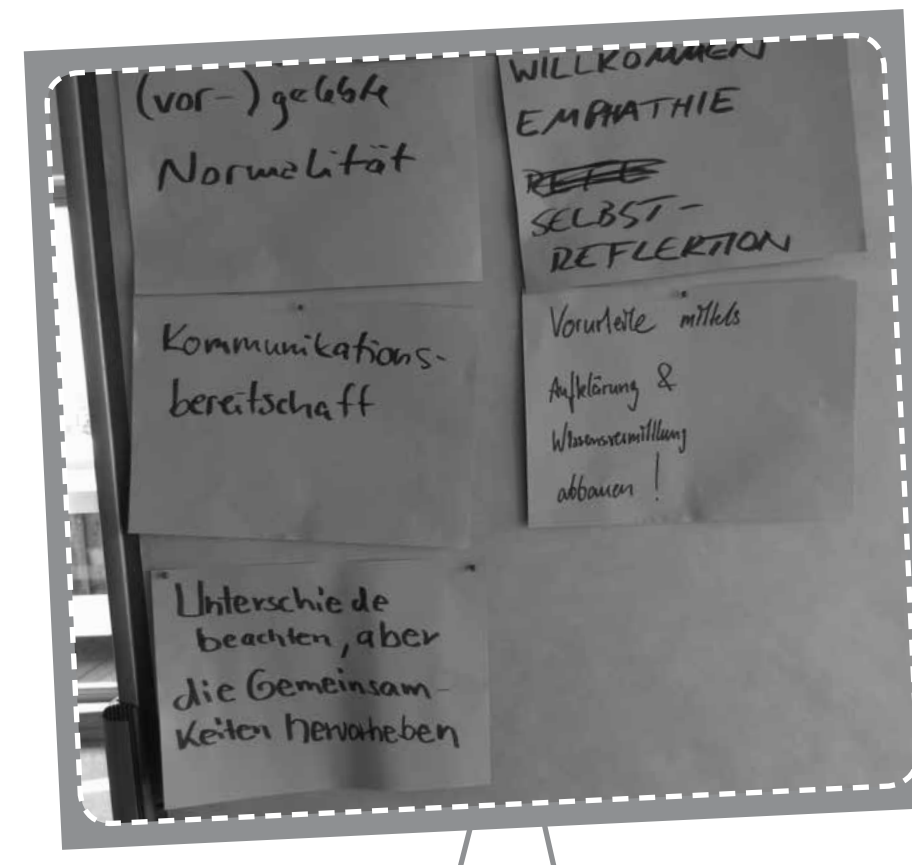 (vor-) gelebte
Normalität
WILLKOMMEN
EMPHATHIE
SELBST-
REFLEKTION
Kommunikations-
bereitschaft
Vorurteile mittels
Aufklärung &
Wissensvermittlung
abbauen !
Unterschiede
beachten, aber
die Gemeinsam-
keiten hervorheben